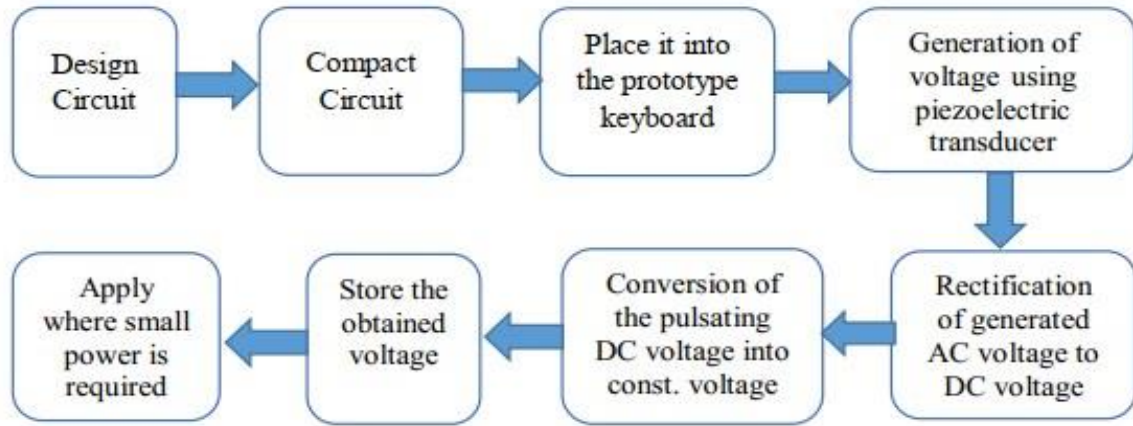 Design
Circuit
Compact
Circuit
Place it into
the prototype
keyboard
Generation of
voltage using
piezoelectric
transducer
Rectification
of generated
AC voltage to
DC voltage
Conversion of
the pulsating
DC voltage into
const. voltage
Store the
obtained
voltage
Apply
where small
power is
required